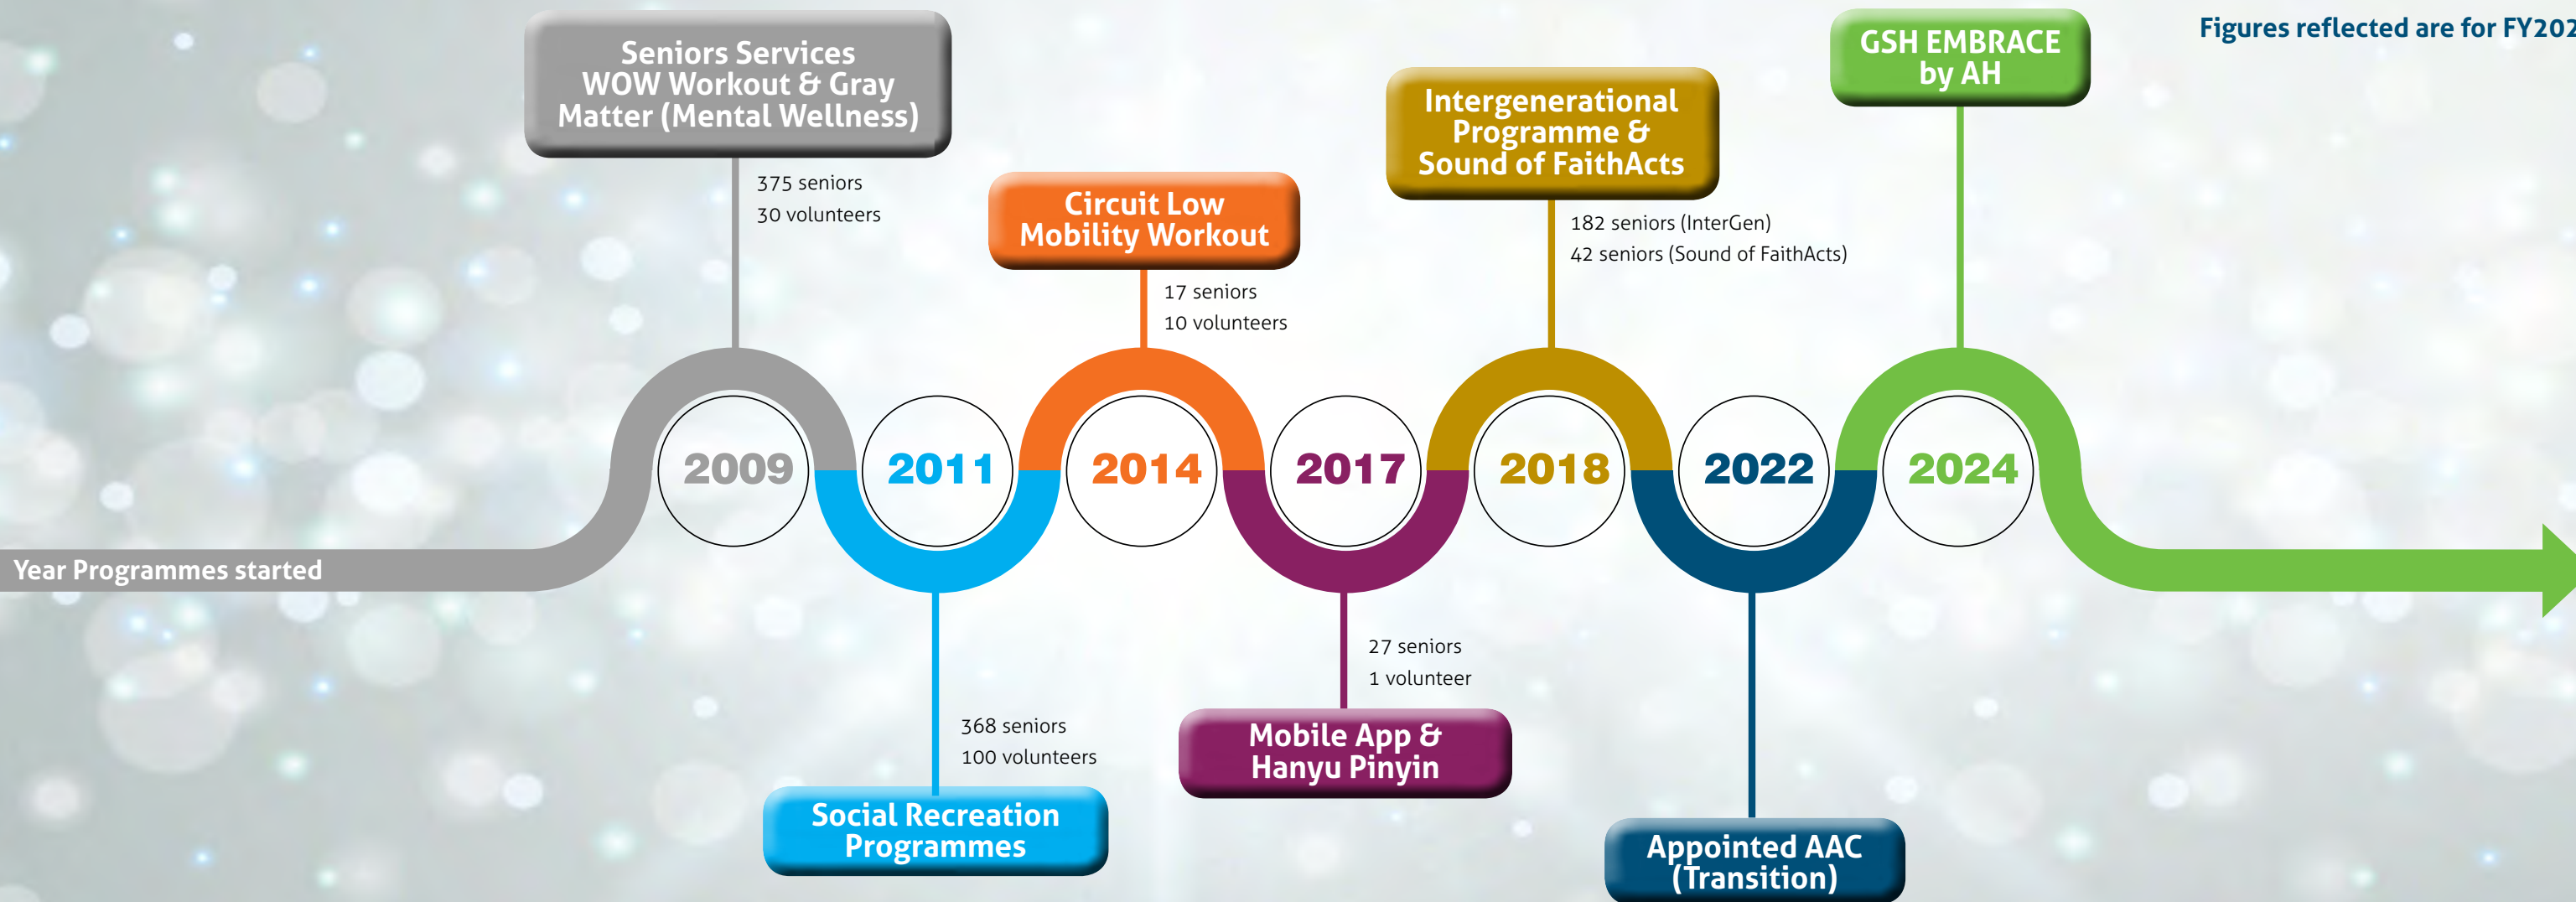 Figures reflected are for FY202
Seniors Services
WOW Workout & Gray
Matter (Mental Wellness)
375 seniors
30 volunteers
Circuit Low
Mobility Workout
17 seniors
10 volunteers
Intergenerational
Programme &
Sound of FaithActs
182 seniors (InterGen)
42 seniors (Sound of FaithActs)
GSH EMBRACE
by AH
2009
2011
2014
2017
2018
2022
2024
Year Programmes started
368 seniors
100 volunteers
Social Recreation
Programmes
27 seniors
1 volunteer
Mobile App &
Hanyu Pinyin
Appointed AAC
(Transition)